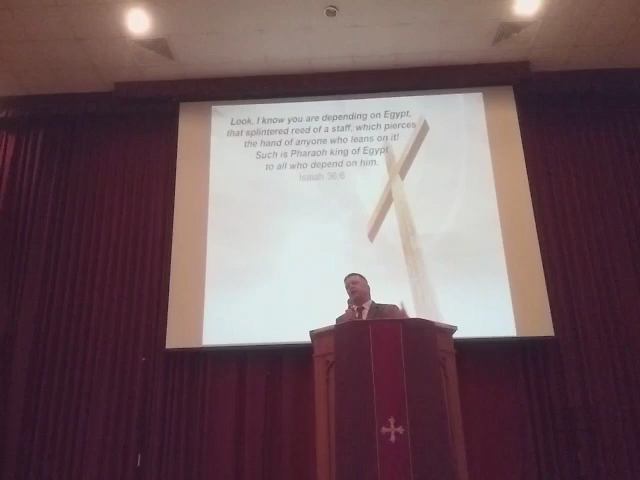 Look, I know you are depending on Egypt,
that splintered reed of a staff, which pierces
the hand of anyone who leans on it!
Such is Pharaoh king of Egypt
to all who depend on him.
Isaiah 36:6